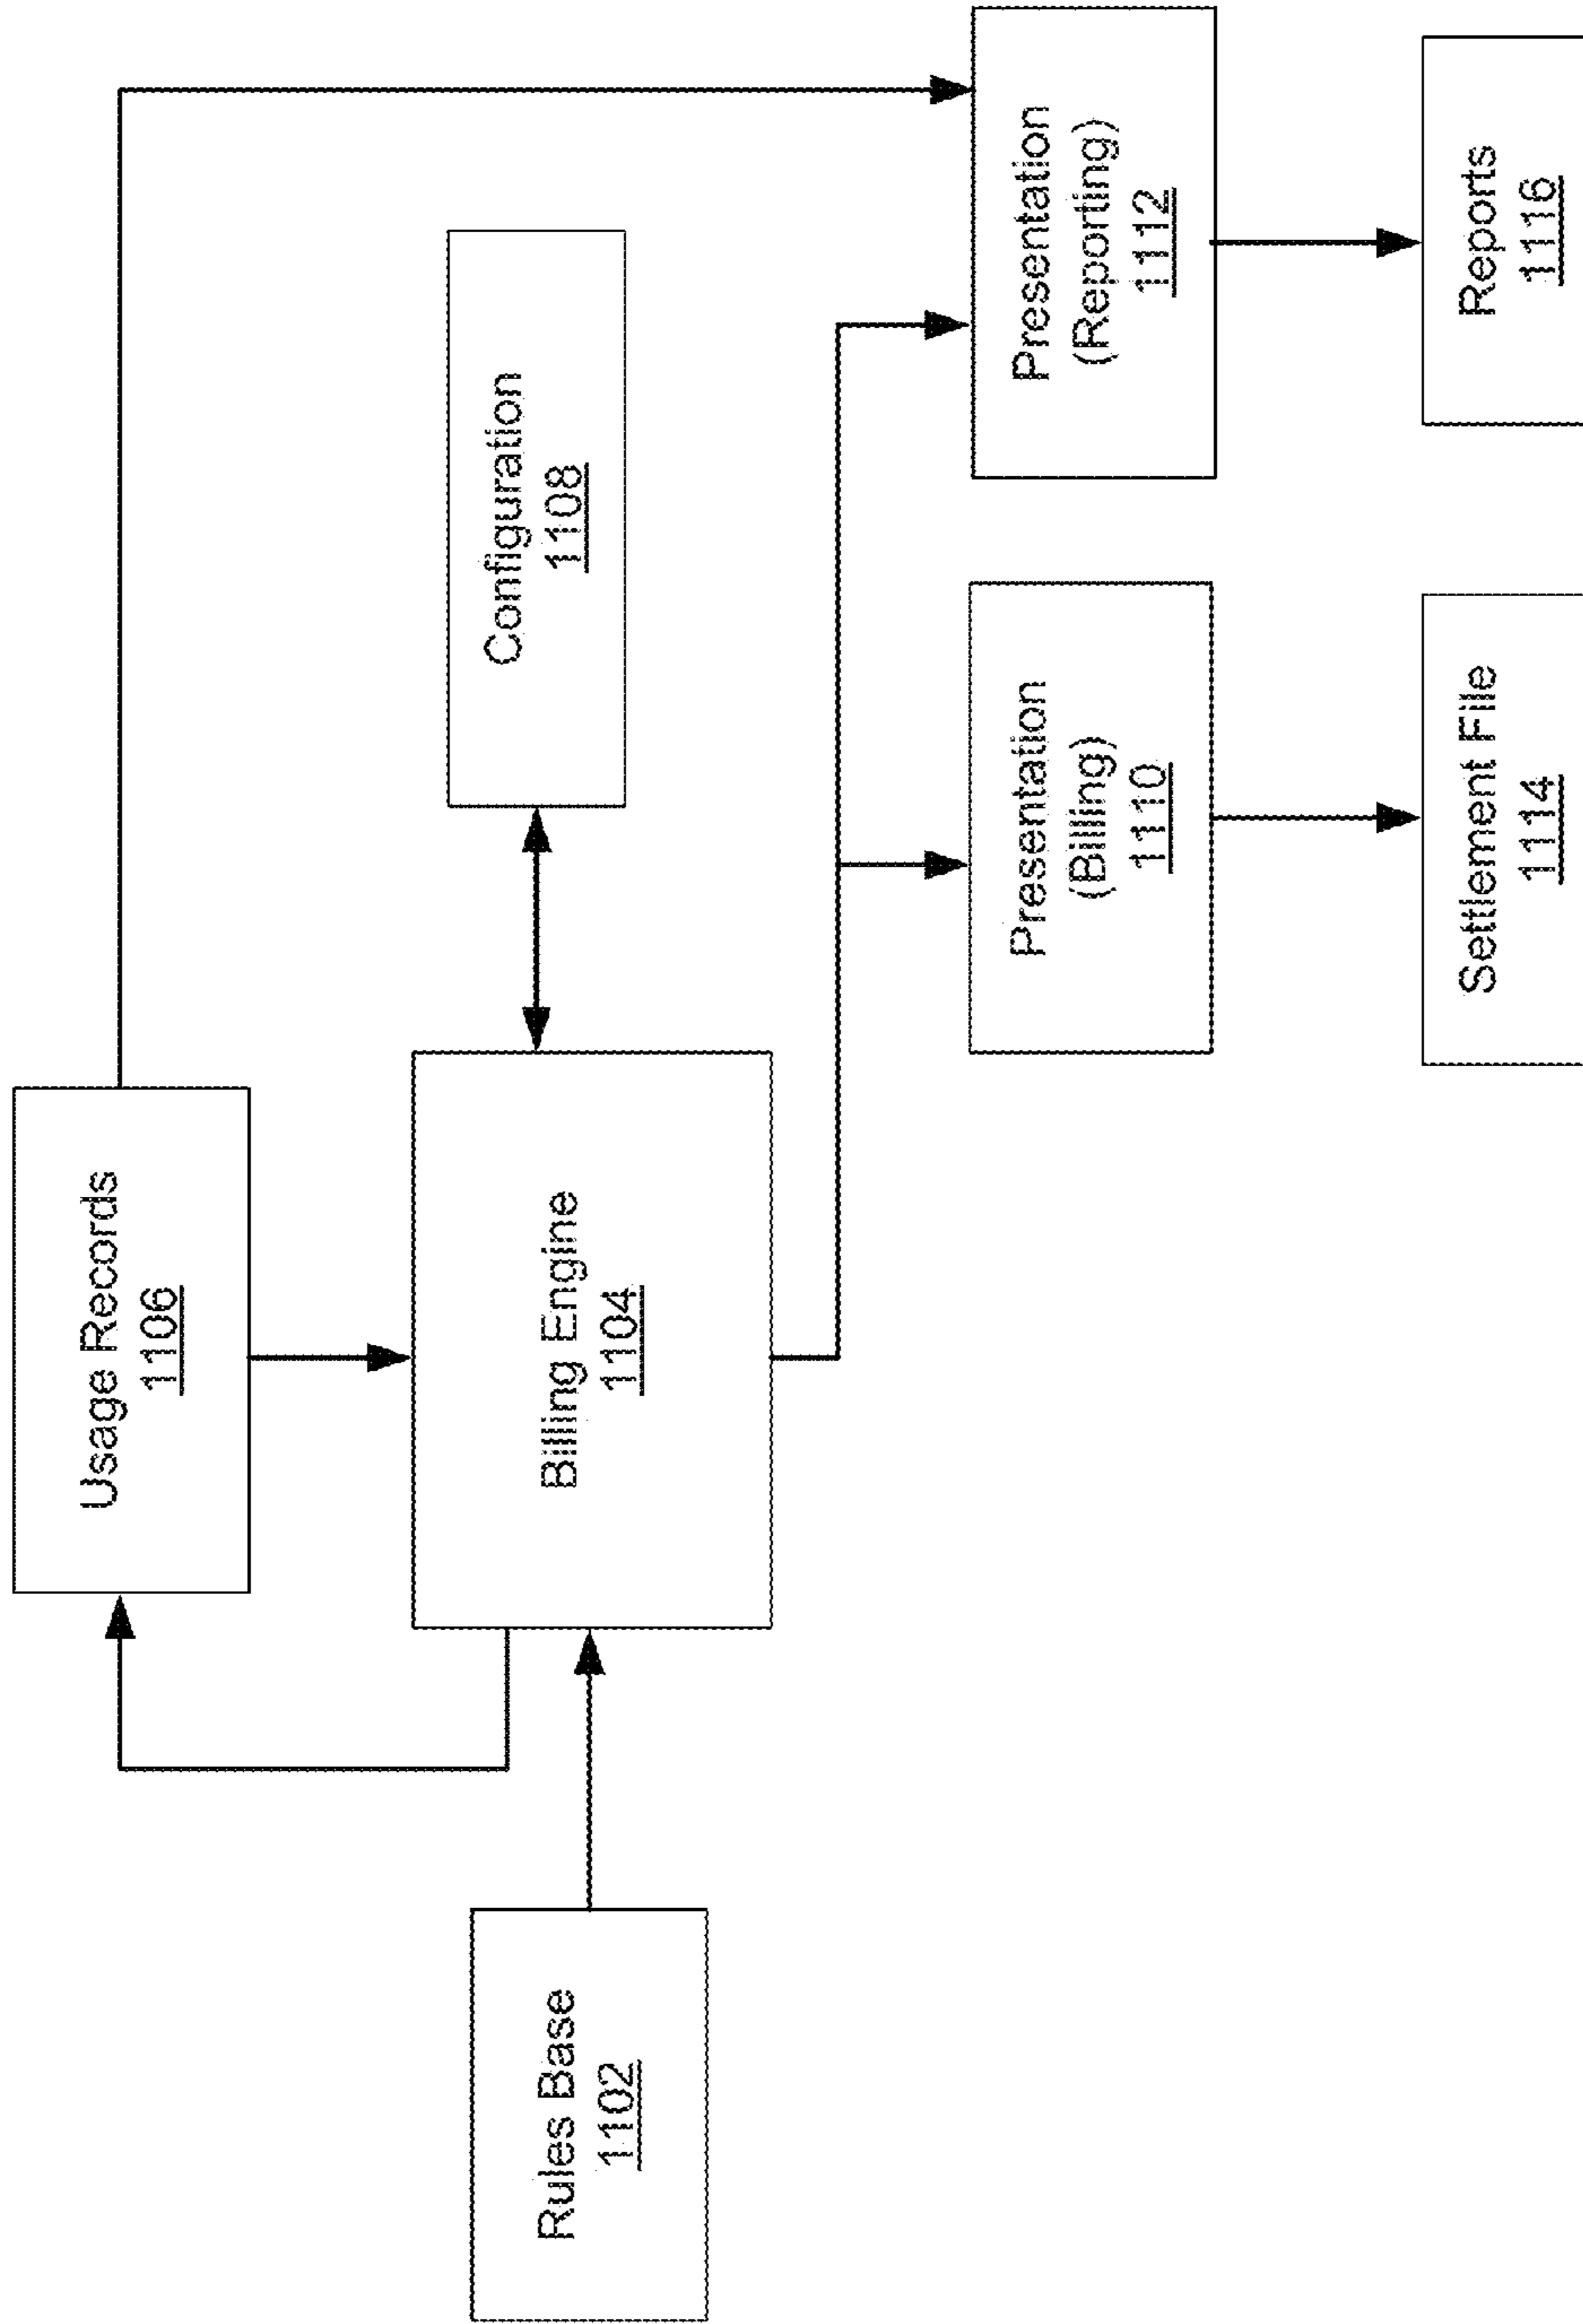 Usage Records
1106
Rules Base
1102
Billing Engine
1104
Configuration
1108
Presentation
(Billing)
1110
Presentation
(Reporting)
1112
Settlement File
1114
Reports
1116